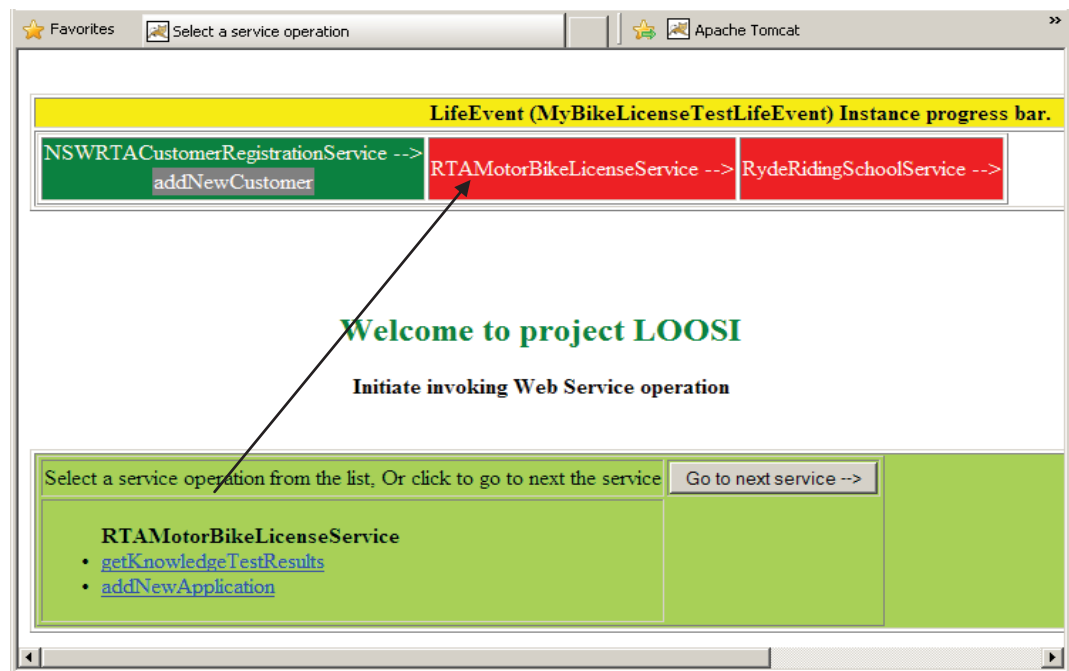 Favorites
Select a service operation
Apache Tomcat
»
LifeEvent (MyBikeLicenseTestLifeEvent) Instance progress bar.
NSWRTACustomerRegistrationService -->
addNewCustomer
RTAMotorBikeLicenseService -->
RydeRidingSchoolService -->
Welcome to project LOOSI
Initiate invoking Web Service operation
Select a service operation from the list, Or click to go to next the service
Go to next service -->
RTAMotorBikeLicenseService
• getKnowledgeTestResults
• addNewApplication